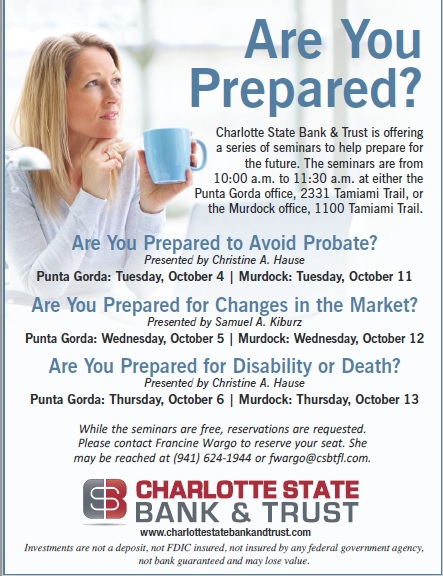 Are You
Prepared?
Charlotte State Bank & Trust is offering
a series of seminars to help prepare for
the future. The seminars are from
10:00 a.m. to 11:30 a.m. at either the
Punta Gorda office, 2331 Tamiami Trail, or
the Murdock office, 1100 Tamiami Trail.
Are You Prepared to Avoid Probate?
Presented by Christine A. Hause
Punta Gorda: Tuesday, October 4 | Murdock: Tuesday, October 11
Are You Prepared for Changes in the Market?
Presented by Samuel A. Kiburz
Punta Gorda: Wednesday, October 5 | Murdock: Wednesday, October 12
Are You Prepared for Disability or Death?
Presented by Christine A. Hause
Punta Gorda: Thursday, October 6 | Murdock: Thursday, October 13
While the seminars are free, reservations are requested.
Please contact Francine Wargo to reserve your seat. She
may be reached at (941) 624-1944 or fwargo@csbtfl.com.
CHARLOTTE STATE
BANK & TRUST
www.charlottestatebankandtrust.com
Investments are not a deposit, not FDIC insured, not insured by any federal government agency,
not bank guaranteed and may lose value.